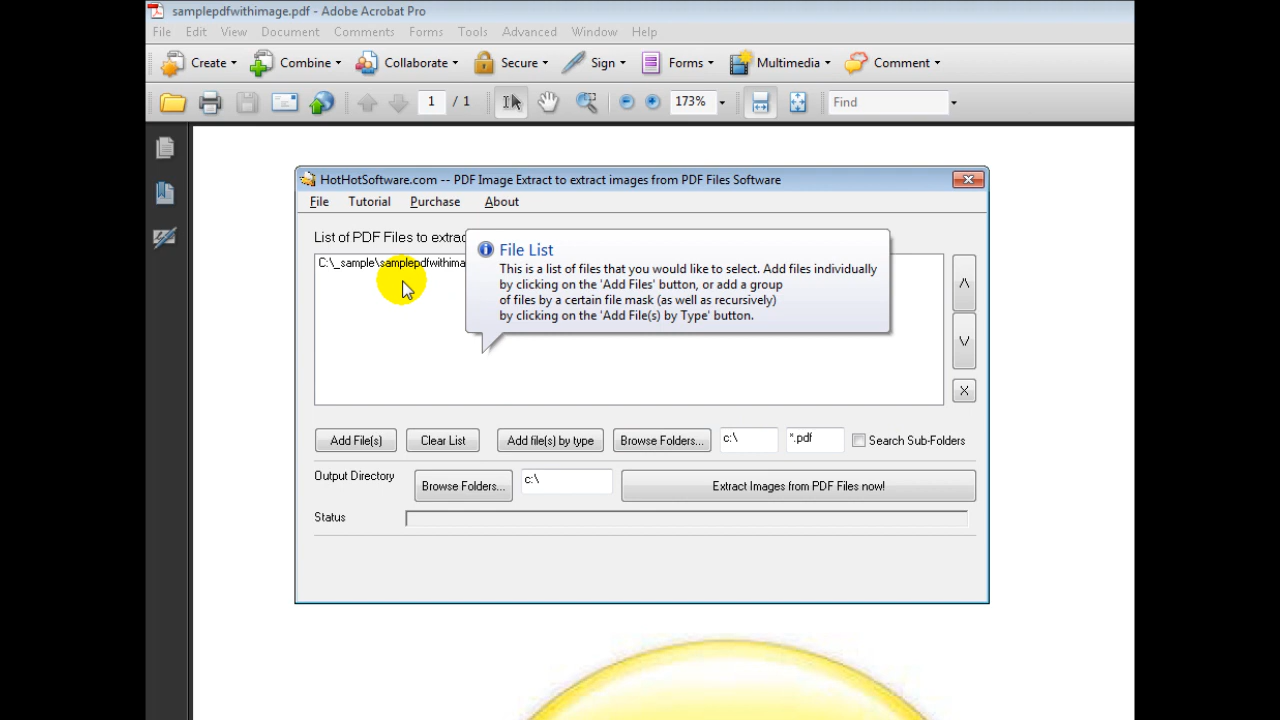 samplepdfwithimage.pdf - Adobe Acrobat Pro
File Edit View Document Comments Forms Tools Advanced Window Help
Create Combine Collaborate Secure Sign Forms Multimedia Comment
1 / 1 173% Find
HotHotSoftware.com -- PDF Image Extract to extract images from PDF Files Software
File Tutorial Purchase About
List of PDF Files to extrac
C:\_sample\samplepdfwithima
File List
This is a list of files that you would like to select. Add files individually
by clicking on the 'Add Files' button, or add a group
of files by a certain file mask (as well as recursively)
by clicking on the 'Add File(s) by Type' button.
X
Add File(s) Clear List Add file(s) by type Browse Folders... c:\ *.pdf Search Sub-Folders
Output Directory Browse Folders... c:\ Extract Images from PDF Files now!
Status